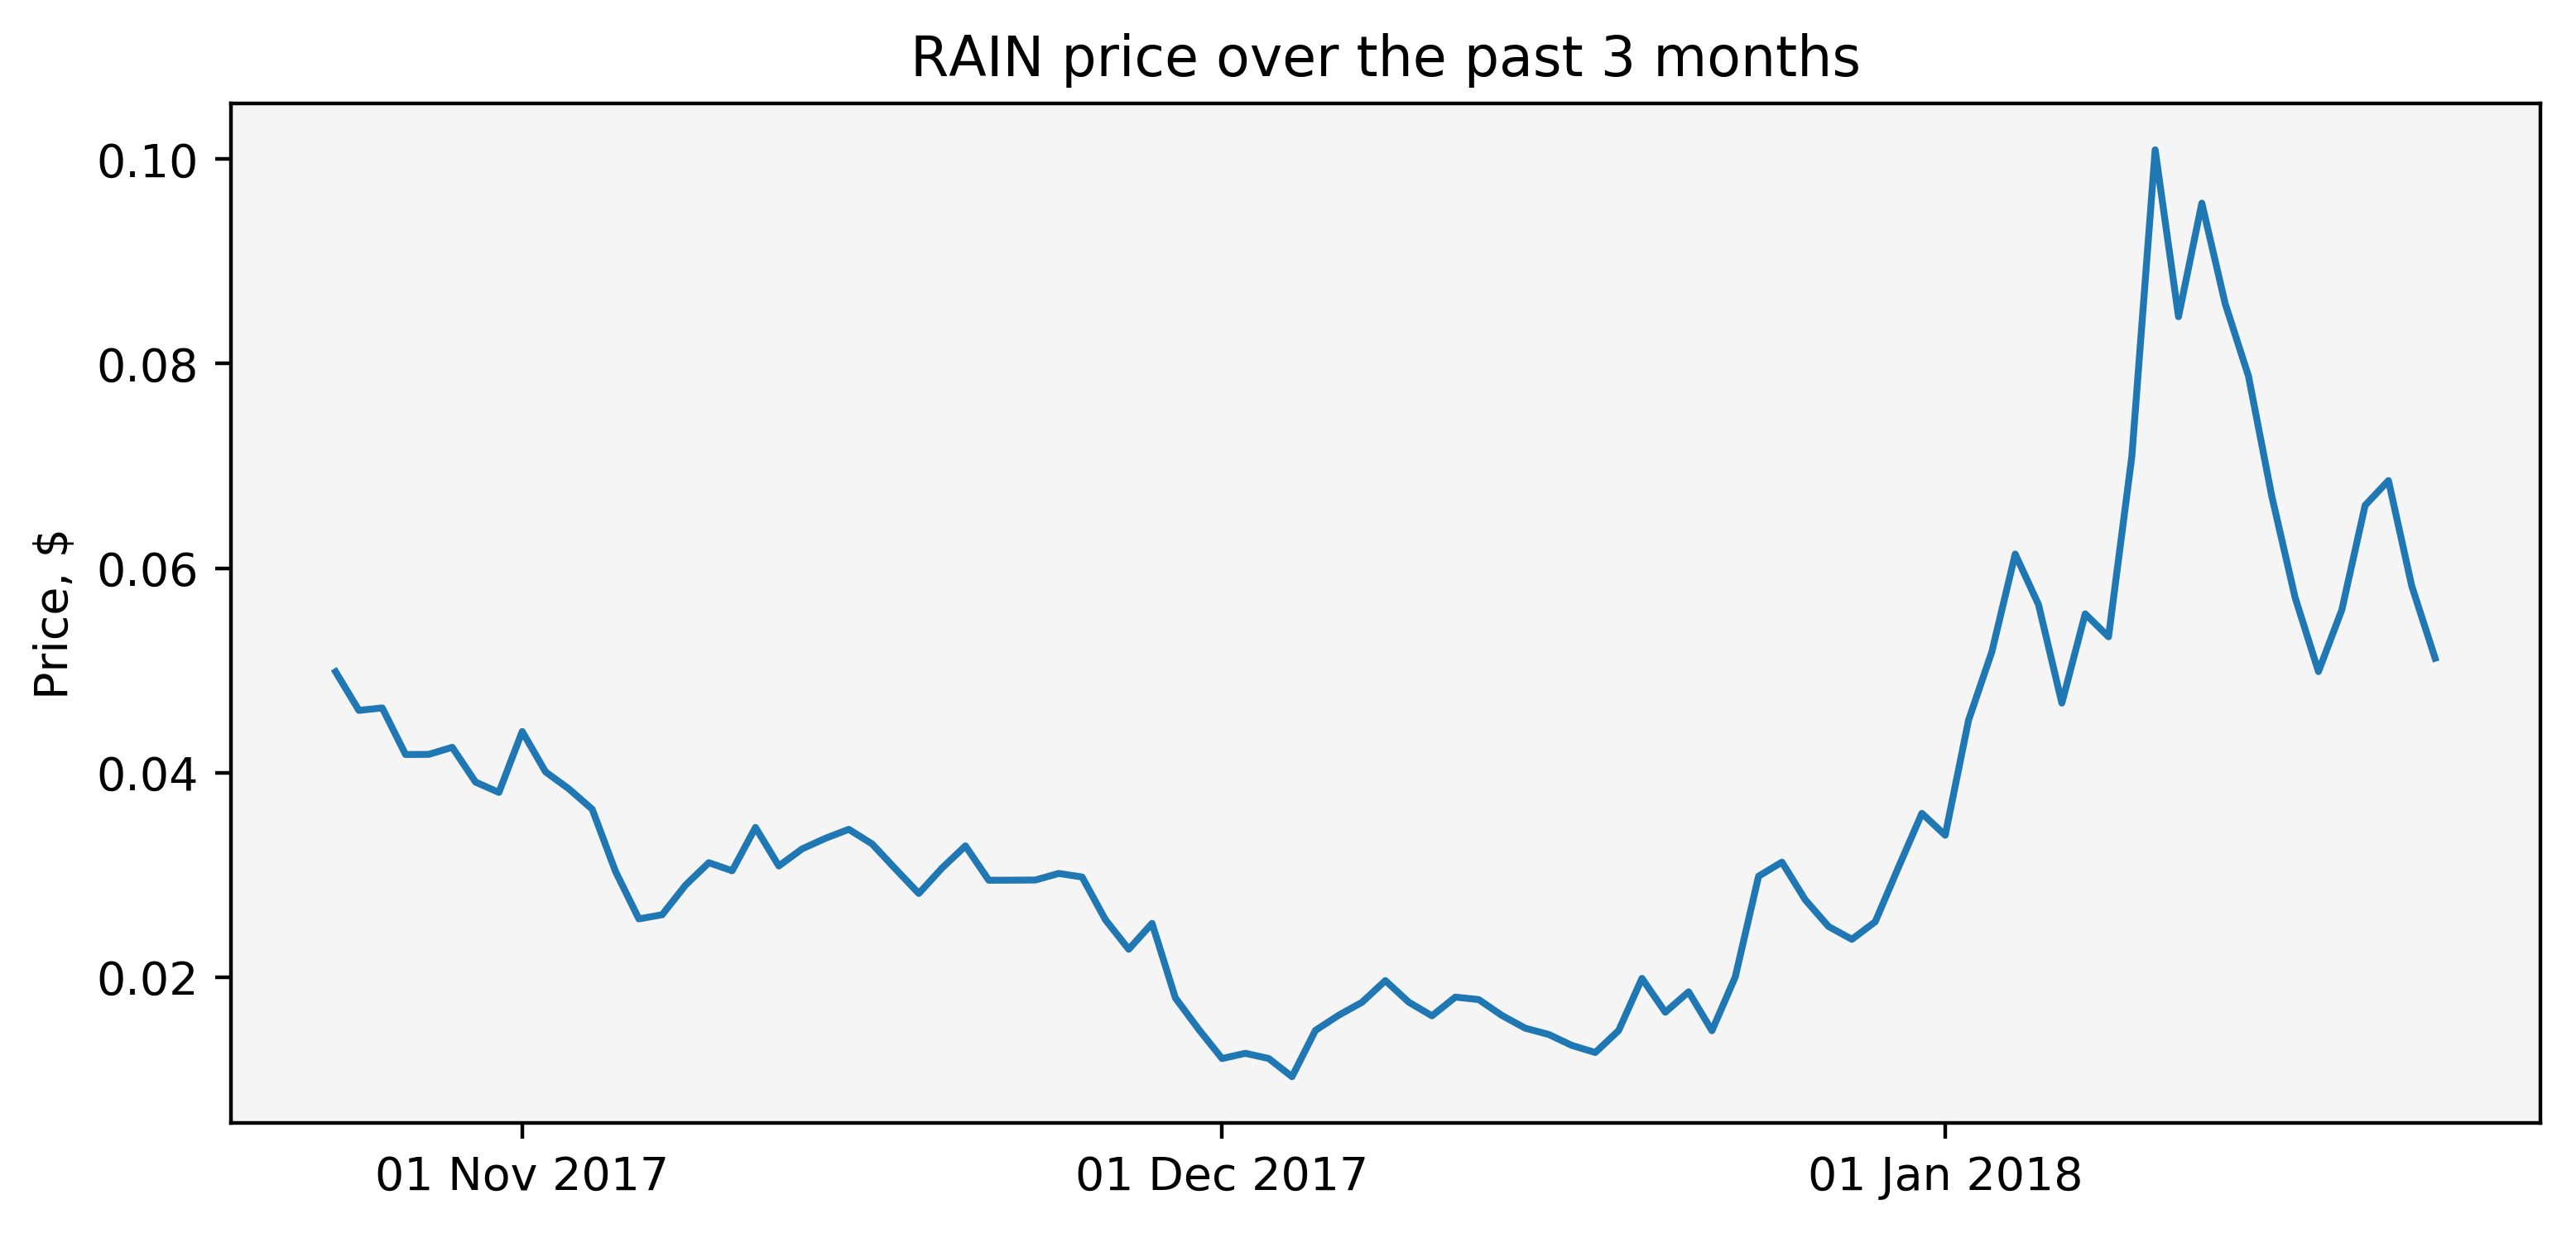 RAIN price over the past 3 months
Price, $
0.10
0.08
0.06
0.04
0.02
01 Nov 2017
01 Dec 2017
01 Jan 2018